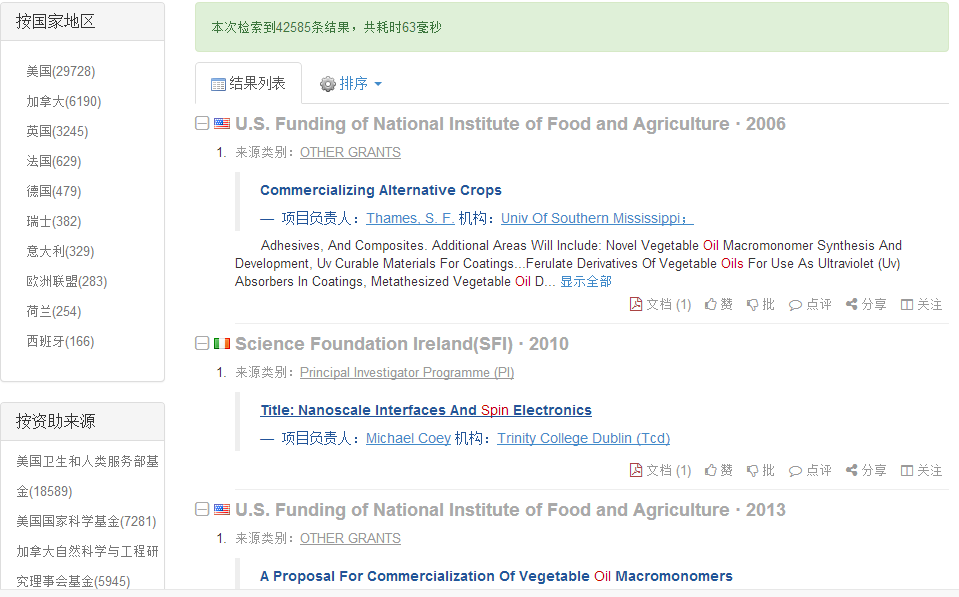 按国家地区
美国(29728)
加拿大(6190)
英国(3245)
法国(629)
德国(479)
瑞士(382)
意大利(329)
欧洲联盟(283)
荷兰(254)
西班牙(166)
按资助来源
美国卫生和人类服务部基
金(18589)
美国国家科学基金(7281)
加拿大自然科学与工程研
究理事会基金(5945)
本次检索到42585条结果，共耗时63毫秒
结果列表 排序
U.S. Funding of National Institute of Food and Agriculture · 2006
1. 来源类别：OTHER GRANTS
Commercializing Alternative Crops
— 项目负责人：Thames, S. F. 机构：Univ Of Southern Mississippi；
Adhesives, And Composites. Additional Areas Will Include: Novel Vegetable Oil Macromonomer Synthesis And
Development, Uv Curable Materials For Coatings...Ferulate Derivatives Of Vegetable Oils For Use As Ultraviolet (Uv)
Absorbers In Coatings, Metathesized Vegetable Oil D... 显示全部
文档 (1) 赞 批 点评 分享 关注
Science Foundation Ireland(SFI) · 2010
1. 来源类别：Principal Investigator Programme (PI)
Title: Nanoscale Interfaces And Spin Electronics
— 项目负责人：Michael Coey 机构：Trinity College Dublin (Tcd)
文档 (1) 赞 批 点评 分享 关注
U.S. Funding of National Institute of Food and Agriculture · 2013
1. 来源类别：OTHER GRANTS
A Proposal For Commercialization Of Vegetable Oil Macromonomers